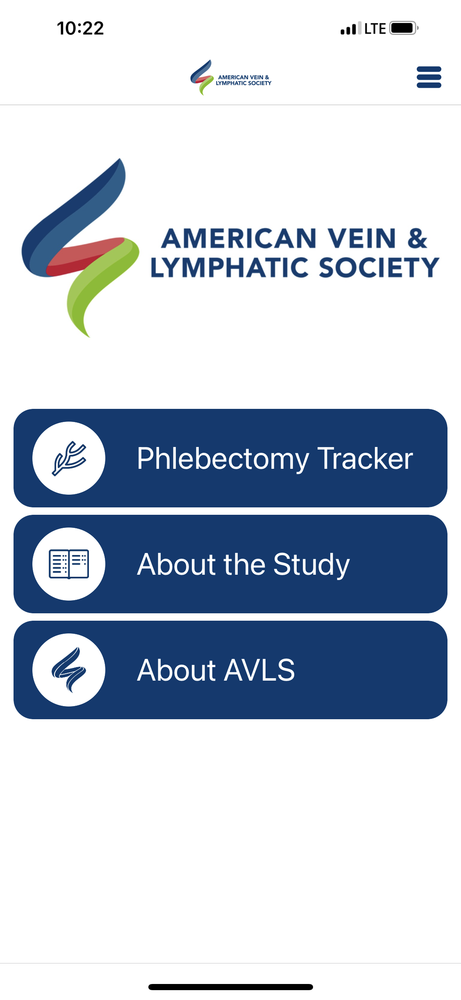 10:22 LTE
AMERICAN VEIN &
LYMPHATIC SOCIETY
AMERICAN VEIN &
LYMPHATIC SOCIETY
Phlebectomy Tracker
About the Study
About AVLS